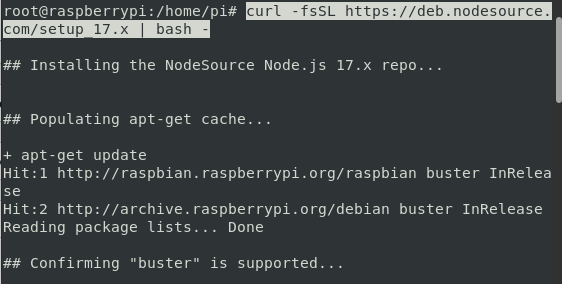 root@raspberrypi:/home/pi# curl -fsSL https://deb.nodesource.
com/setup_17.x | bash -
## Installing the NodeSource Node.js 17.x repo...
## Populating apt-get cache...
+ apt-get update
Hit:1 http://raspbian.raspberrypi.org/raspbian buster InRelea
se
Hit:2 http://archive.raspberrypi.org/debian buster InRelease
Reading package lists... Done
## Confirming "buster" is supported...